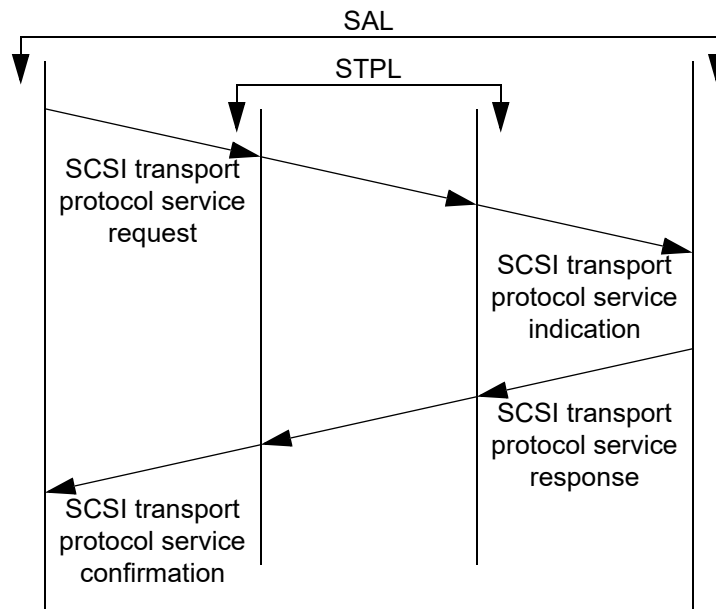 SAL
STPL
SCSI transport
protocol service
request
SCSI transport
protocol service
indication
SCSI transport
protocol service
response
SCSI transport
protocol service
confirmation